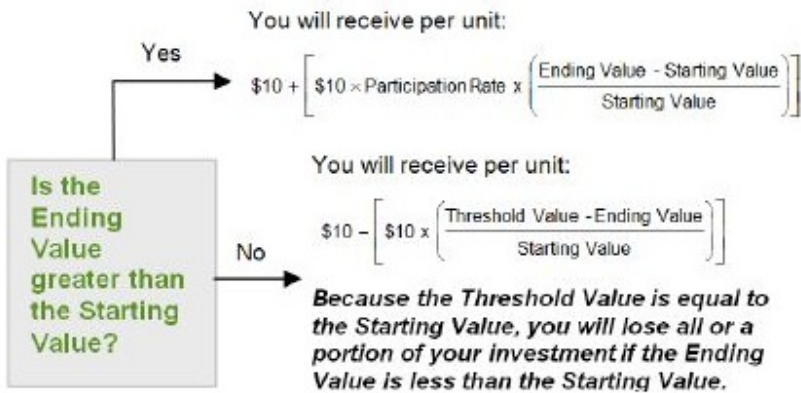 You will receive per unit:
Yes
$10 + [ $10 × Participation Rate x ( Ending Value - Starting Value
Starting Value ) ]
You will receive per unit:
Is the
Ending
Value
greater than
the Starting
Value?
No
$10 – [ $10 x ( Threshold Value - Ending Value
Starting Value ) ]
Because the Threshold Value is equal to
the Starting Value, you will lose all or a
portion of your investment if the Ending
Value is less than the Starting Value.